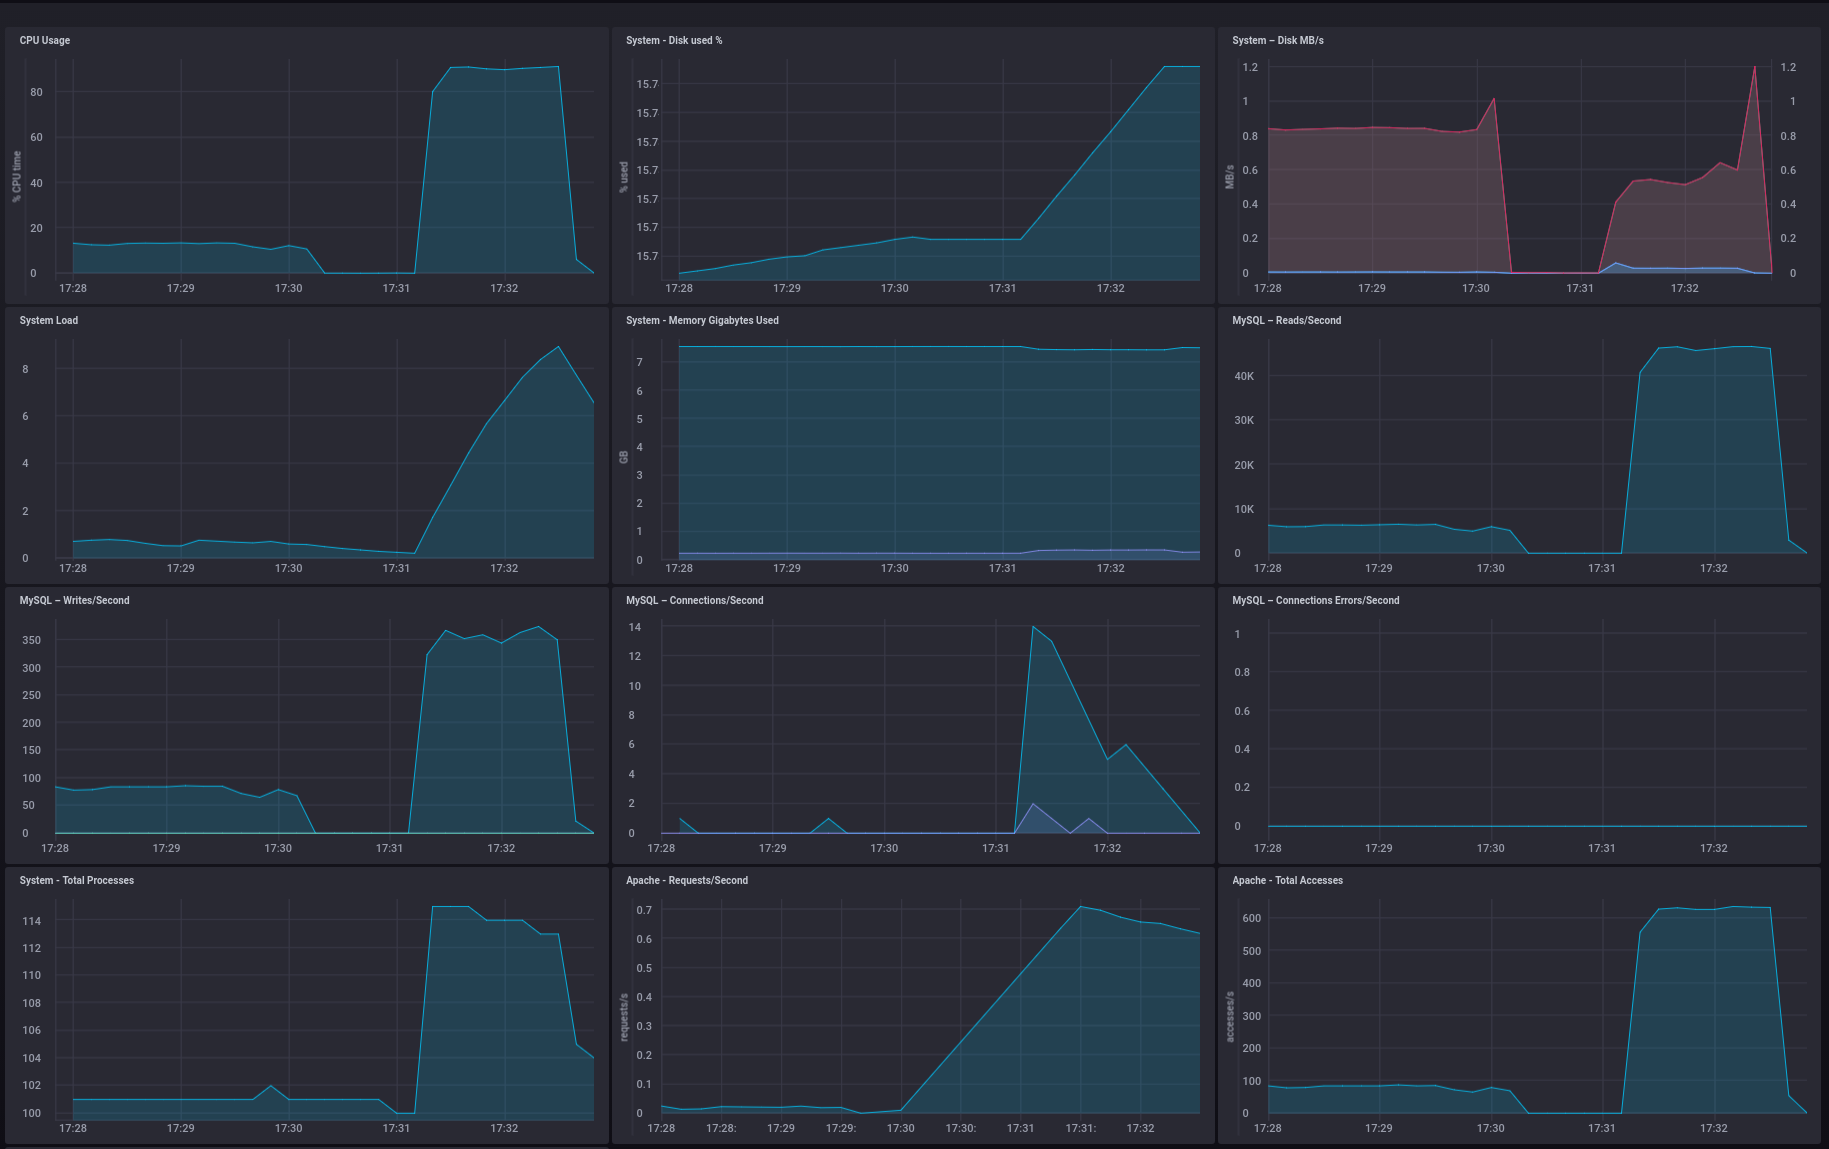 CPU Usage
% CPU time
80
60
40
20
0
17:28 17:29 17:30 17:31 17:32
System - Disk used %
% used
15.7
15.7
15.7
15.7
15.7
15.7
15.7
17:28 17:29 17:30 17:31 17:32
System – Disk MB/s
MB/s
1.2 1.2
1 1
0.8 0.8
0.6 0.6
0.4 0.4
0.2 0.2
0 0
17:28 17:29 17:30 17:31 17:32
System Load
8
6
4
2
0
17:28 17:29 17:30 17:31 17:32
System - Memory Gigabytes Used
GB
7
6
5
4
3
2
1
0
17:28 17:29 17:30 17:31 17:32
MySQL – Reads/Second
40K
30K
20K
10K
0
17:28 17:29 17:30 17:31 17:32
MySQL – Writes/Second
350
300
250
200
150
100
50
0
17:28 17:29 17:30 17:31 17:32
MySQL – Connections/Second
14
12
10
8
6
4
2
0
17:28 17:29 17:30 17:31 17:32
MySQL – Connections Errors/Second
1
0.8
0.6
0.4
0.2
0
17:28 17:29 17:30 17:31 17:32
System - Total Processes
114
112
110
108
106
104
102
100
17:28 17:29 17:30 17:31 17:32
Apache - Requests/Second
requests/s
0.7
0.6
0.5
0.4
0.3
0.2
0.1
0
17:28 17:28: 17:29 17:29: 17:30 17:30: 17:31 17:31: 17:32
Apache - Total Accesses
accesses/s
600
500
400
300
200
100
0
17:28 17:29 17:30 17:31 17:32